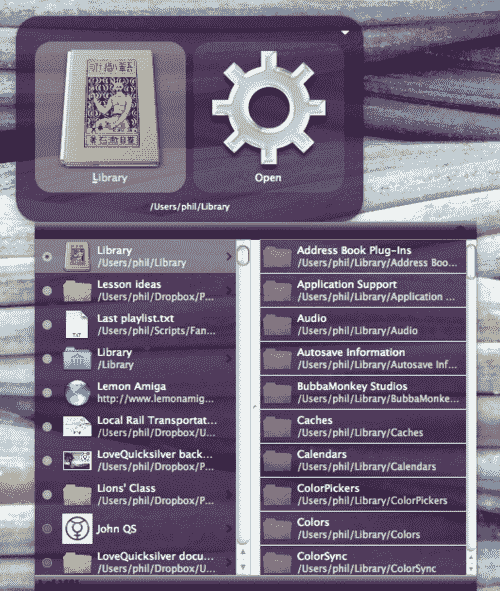 Library
Open
/Users/phil/Library
Library
/Users/phil/Library
Lesson ideas
/Users/phil/Dropbox/P...
Last playlist.txt
/Users/phil/Scripts/Fan...
TXT
Library
/Library
Lemon Amiga
http://www.lemonamig...
Local Rail Transportat...
/Lions/phil/Dropbox/U...
LoveQuicksilver back...
/Users/phil/Dropbox/P...
Lions' Class
/Users/phil/Dropbox/P...
John QS
LoveQuicksilver docu...
/Users/phil/Dropbox/U...
Address Book Plug-Ins
/Users/phil/Library/Address Boo...
Application Support
/Users/phil/Library/Application ...
Audio
/Users/phil/Library/Audio
Autosave Information
/Users/phil/Library/Autosave Inf...
BubbaMonkey Studios
/Users/phil/Library/BubbaMonke...
Caches
/Users/phil/Library/Caches
Calendars
/Users/phil/Library/Calendars
ColorPickers
/Users/phil/Library/ColorPickers
Colors
/Users/phil/Library/Colors
ColorSync
/Users/phil/Library/ColorSync